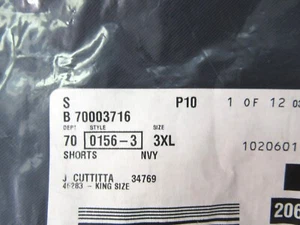 S P10 1 OF 12
B 70003716
DEPT STYLE SIZE
70 0156-3 3XL
SHORTS NVY 1020601
J CUTTITTA 34769
- KING SIZE
206